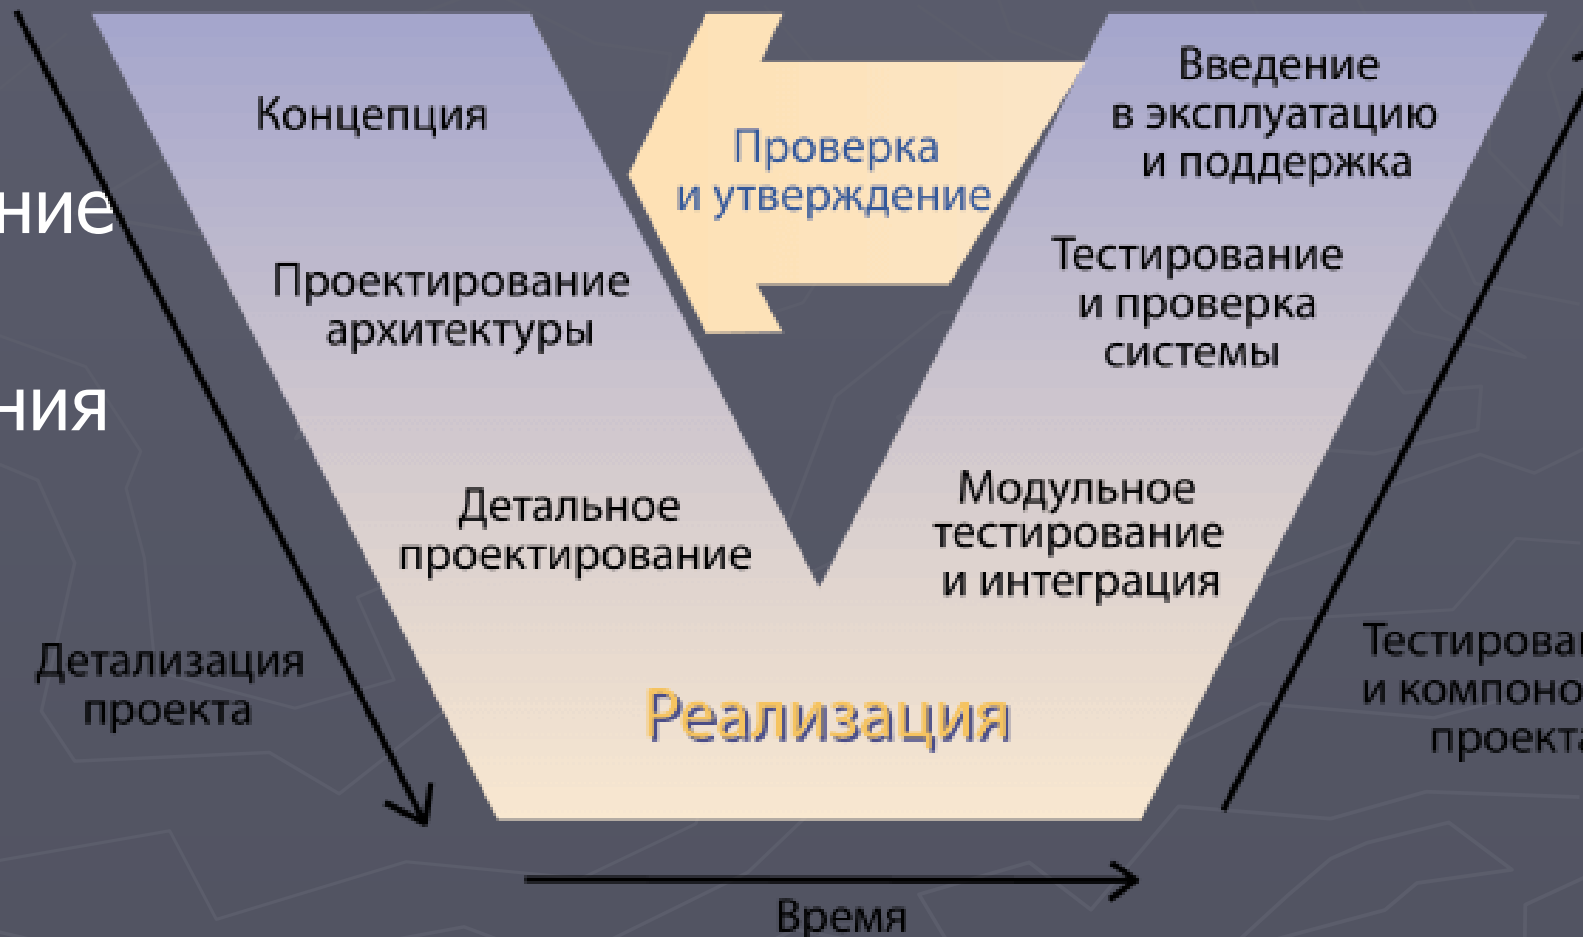 Концепция
Проверка
и утверждение
Введение
в эксплуатацию
и поддержка
ние
Проектирование
архитектуры
Тестирование
и проверка
системы
ния
Детальное
проектирование
Модульное
тестирование
и интеграция
Детализация
проекта
Реализация
и
Время